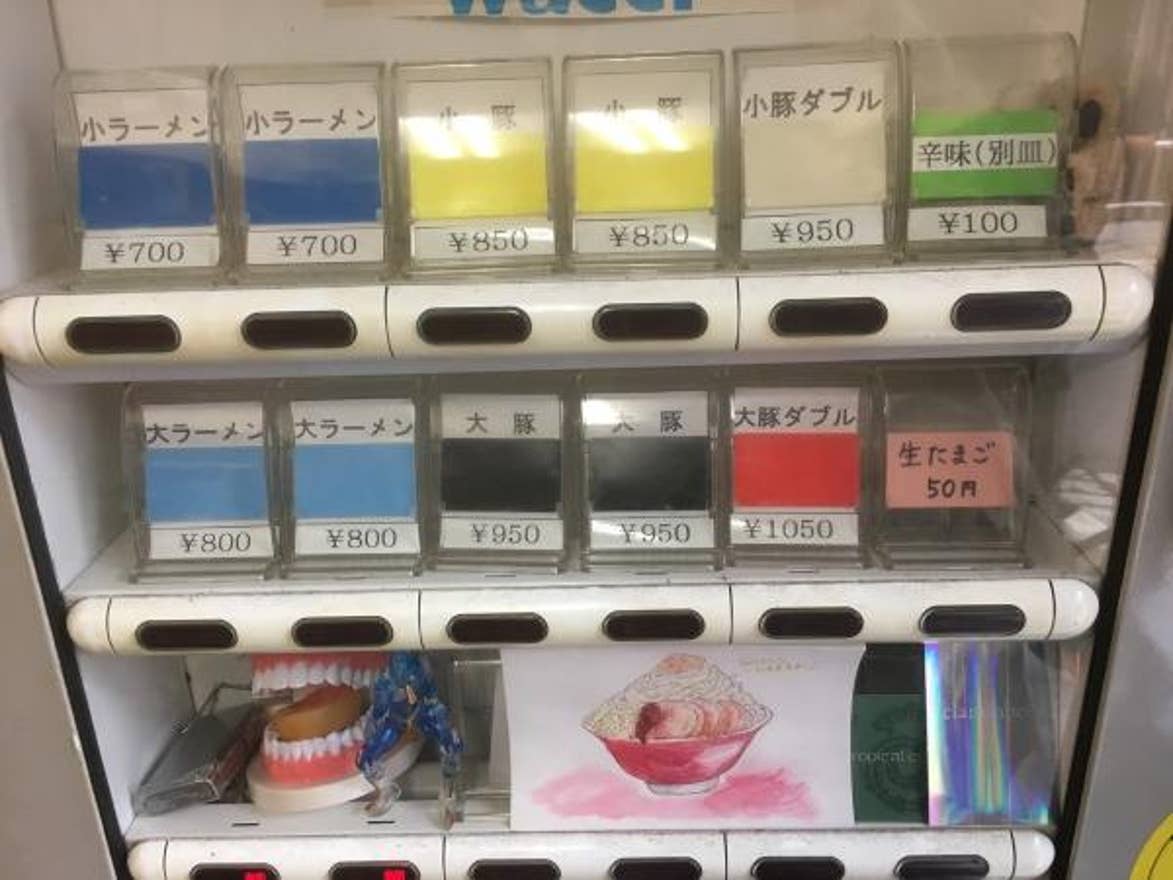 Water
小ラーメン
¥700
小ラーメン
¥700
小 豚
¥850
小 豚
¥850
小豚ダブル
¥950
辛味(別皿)
¥100
大ラーメン
¥800
大ラーメン
¥800
大 豚
¥950
大 豚
¥950
大豚ダブル
¥1050
生たまご
50円